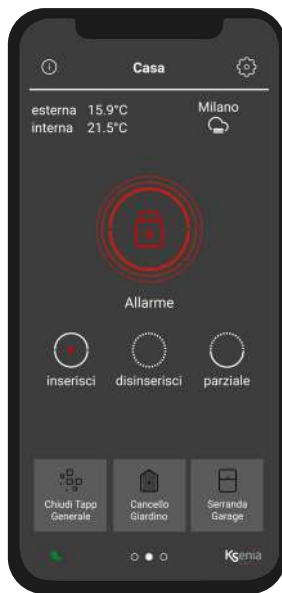 Casa
esterna 15.9°C
interna 21.5°C
Milano
Allarme
inserisci
disinserisci
parziale
Chiudi Tapp
Generale
Cancello
Giardino
Serranda
Garage
Ksenia